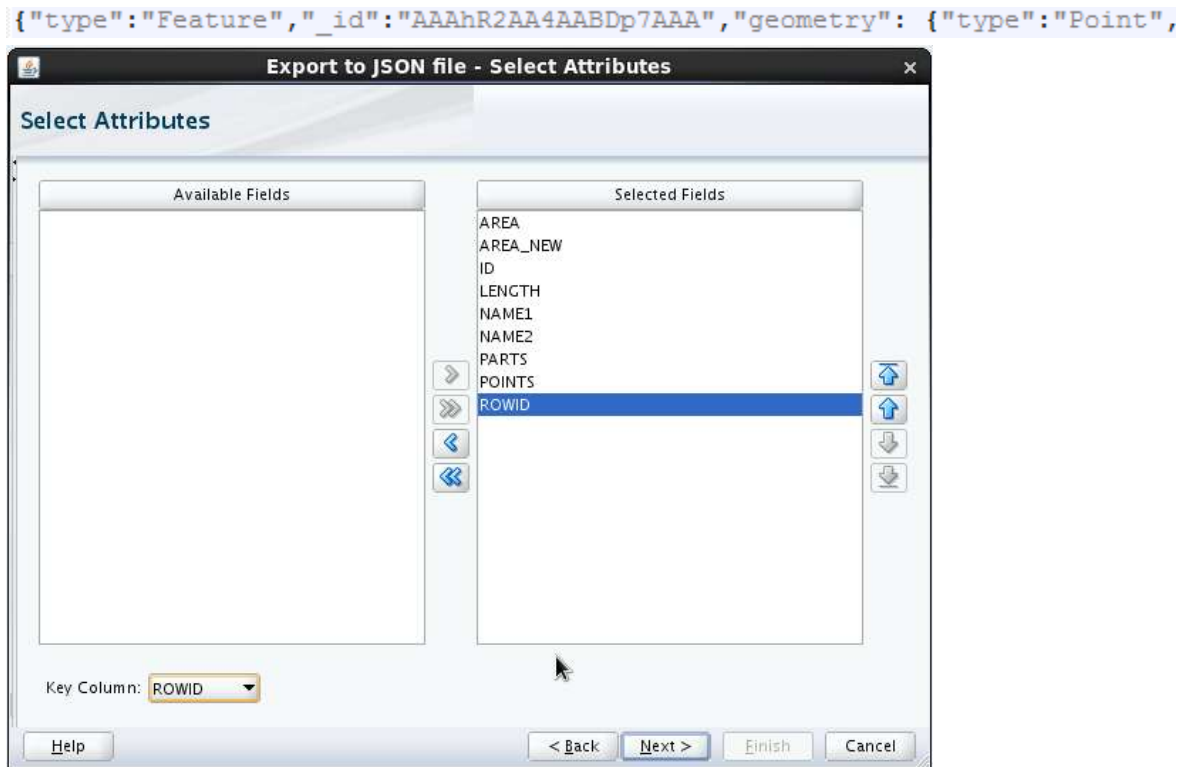 {"type":"Feature","_id":"AAAhR2AA4AABDp7AAA","geometry": {"type":"Point",
Export to JSON file - Select Attributes
Select Attributes
Available Fields
Selected Fields
AREA
AREA_NEW
ID
LENGTH
NAME1
NAME2
PARTS
POINTS
ROWID
Key Column: ROWID
Help
< Back
Next >
Finish
Cancel